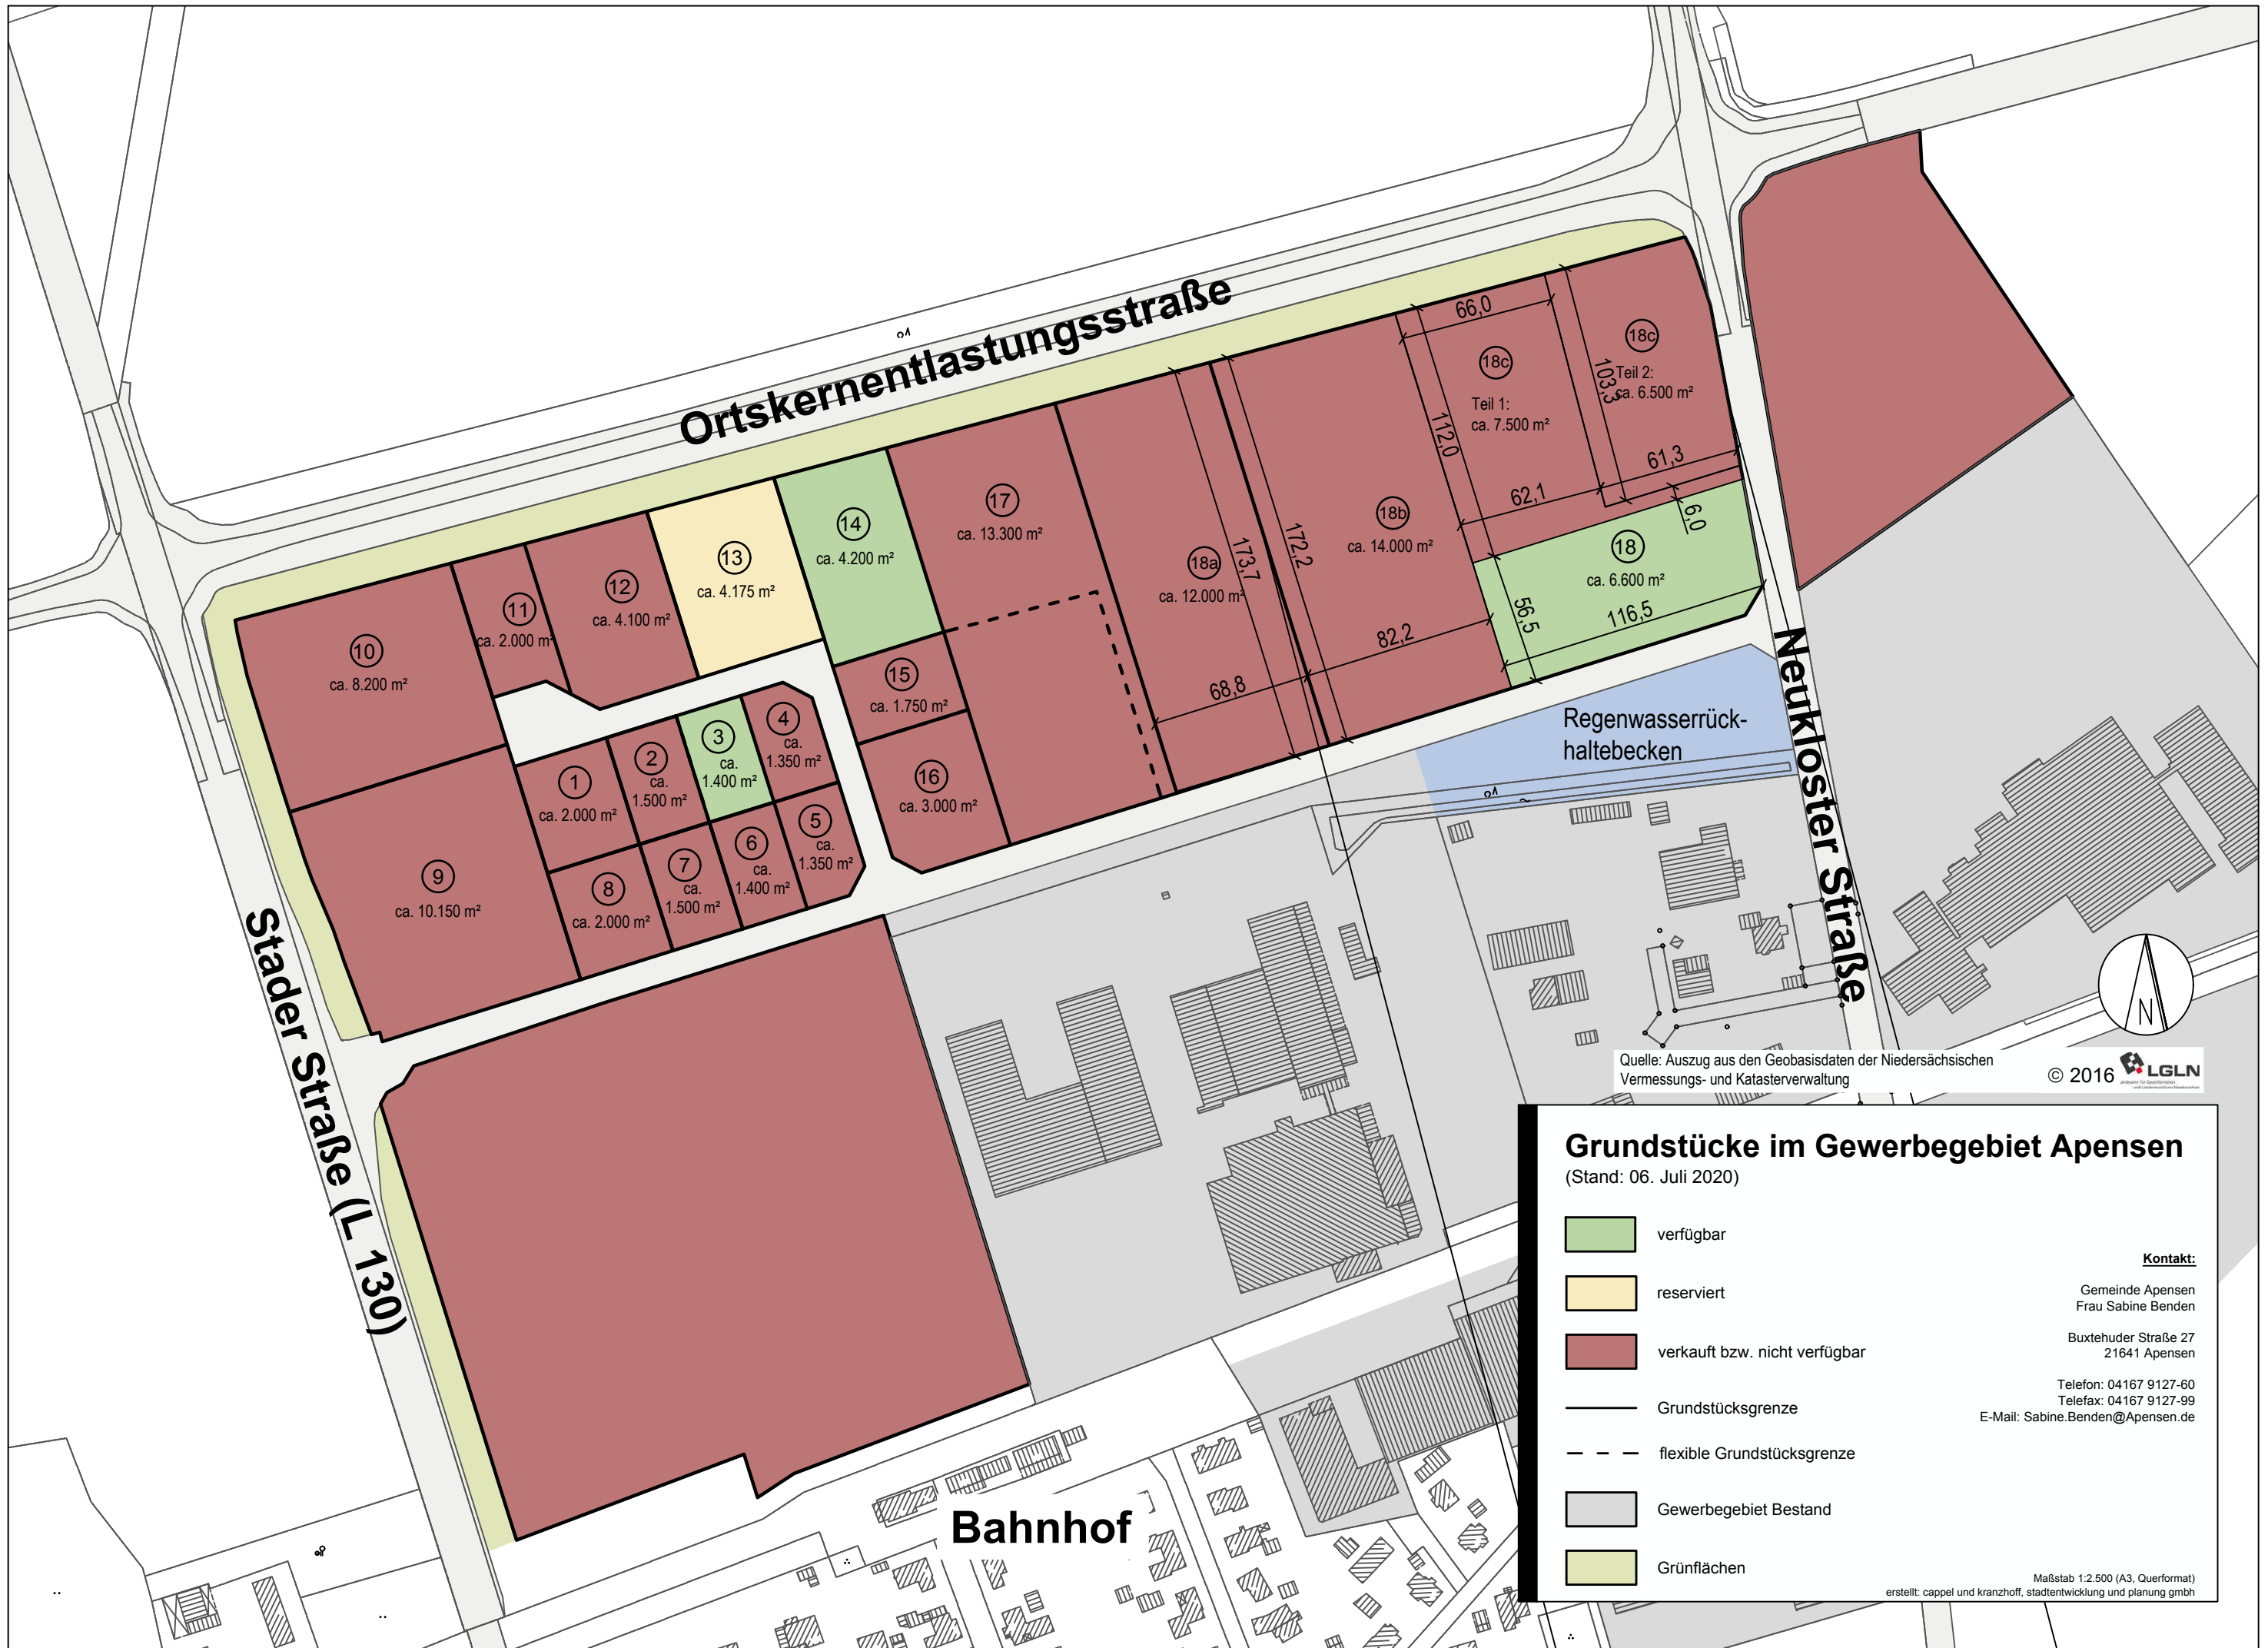 Ortskernentlastungsstraße
Stader Straße (L 130)
Neukloster Straße
Bahnhof
Regenwasserrück-
haltebecken
10
ca. 8.200 m²
11
ca. 2.000 m²
12
ca. 4.100 m²
13
ca. 4.175 m²
14
ca. 4.200 m²
17
ca. 13.300 m²
18a
ca. 12.000 m²
18b
ca. 14.000 m²
18c
Teil 1:
ca. 7.500 m²
18c
Teil 2:
ca. 6.500 m²
18
ca. 6.600 m²
15
ca. 1.750 m²
16
ca. 3.000 m²
9
ca. 10.150 m²
1
ca. 2.000 m²
2
ca.
1.500 m²
3
ca.
1.400 m²
4
ca.
1.350 m²
8
ca. 2.000 m²
7
ca.
1.500 m²
6
ca.
1.400 m²
5
ca.
1.350 m²
173,7
172,2
68,8
82,2
66,0
112,0
103,3
62,1
61,3
6,0
56,5
116,5
N
Quelle: Auszug aus den Geobasisdaten der Niedersächsischen
Vermessungs- und Katasterverwaltung
© 2016
LGLN
Grundstücke im Gewerbegebiet Apensen
(Stand: 06. Juli 2020)
verfügbar
reserviert
verkauft bzw. nicht verfügbar
Grundstücksgrenze
flexible Grundstücksgrenze
Gewerbegebiet Bestand
Grünflächen
Kontakt:
Gemeinde Apensen
Frau Sabine Benden
Buxtehuder Straße 27
21641 Apensen
Telefon: 04167 9127-60
Telefax: 04167 9127-99
E-Mail: Sabine.Benden@Apensen.de
Maßstab 1:2.500 (A3, Querformat)
erstellt: cappel und kranzhoff, stadtentwicklung und planung gmbh